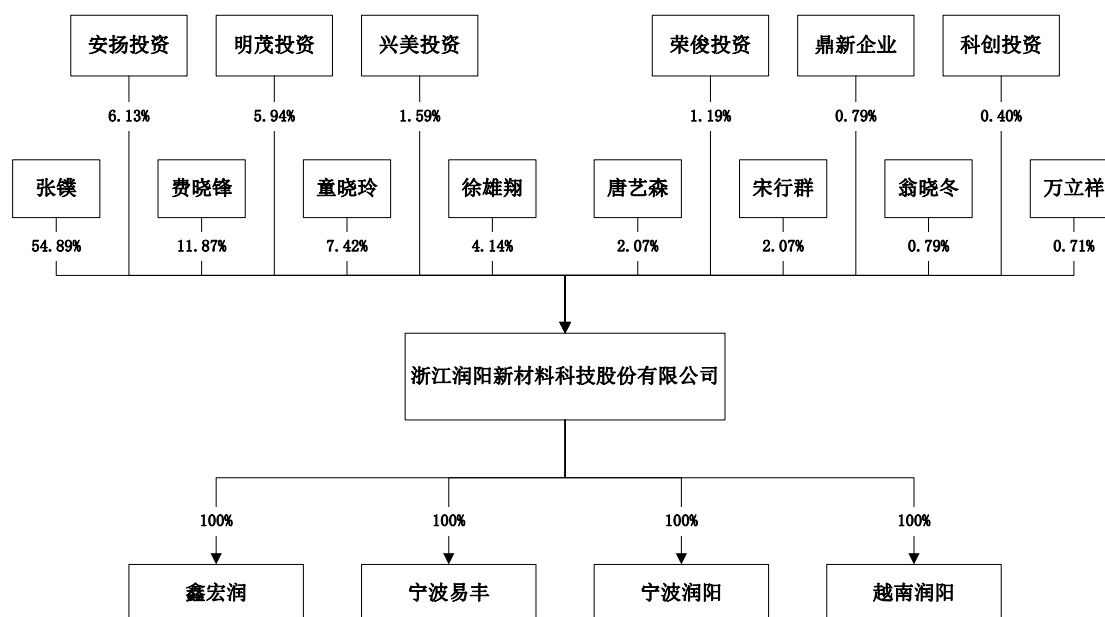 安扬投资 明茂投资 兴美投资 荣俊投资 鼎新企业 科创投资
6.13% 5.94% 1.59% 1.19% 0.79% 0.40%
张镤 费晓锋 童晓玲 徐雄翔 唐艺森 宋行群 翁晓冬 万立祥
54.89% 11.87% 7.42% 4.14% 2.07% 2.07% 0.79% 0.71%
浙江润阳新材料科技股份有限公司
100% 100% 100% 100%
鑫宏润 宁波易丰 宁波润阳 越南润阳